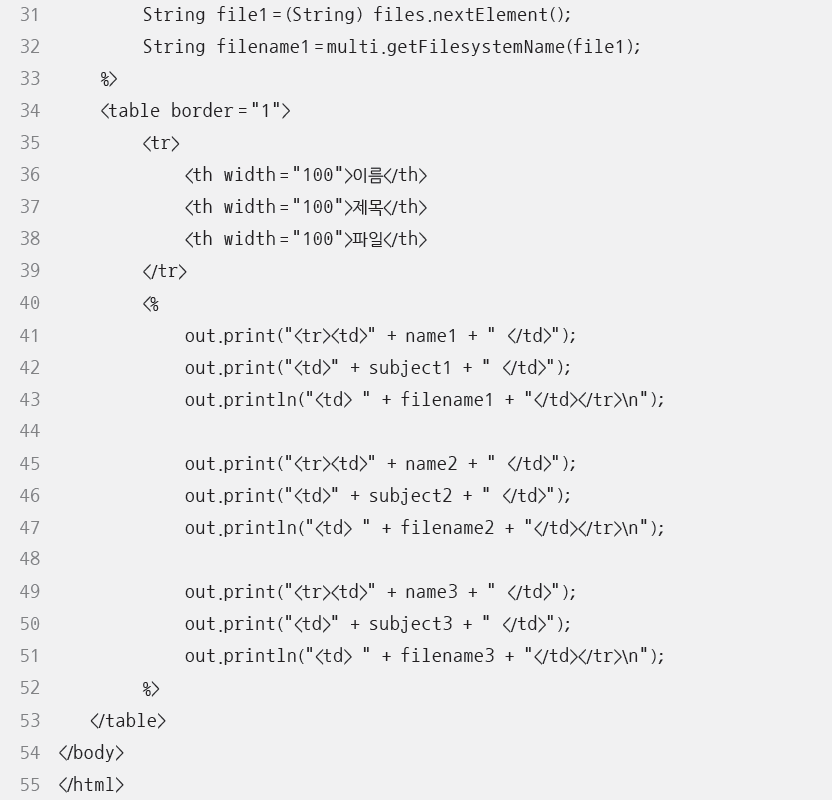 31 String file1=(String) files.nextElement();
32 String filename1=multi.getFilesystemName(file1);
33 %>
34 <table border="1">
35 <tr>
36 <th width="100">이름</th>
37 <th width="100">제목</th>
38 <th width="100">파일</th>
39 </tr>
40 <%
41 out.print("<tr><td>" + name1 + " </td>");
42 out.print("<td>" + subject1 + " </td>");
43 out.println("<td> " + filename1 + "</td></tr>\n");
44
45 out.print("<tr><td>" + name2 + " </td>");
46 out.print("<td>" + subject2 + " </td>");
47 out.println("<td> " + filename2 + "</td></tr>\n");
48
49 out.print("<tr><td>" + name3 + " </td>");
50 out.print("<td>" + subject3 + " </td>");
51 out.println("<td> " + filename3 + "</td></tr>\n");
52 %>
53 </table>
54 </body>
55 </html>